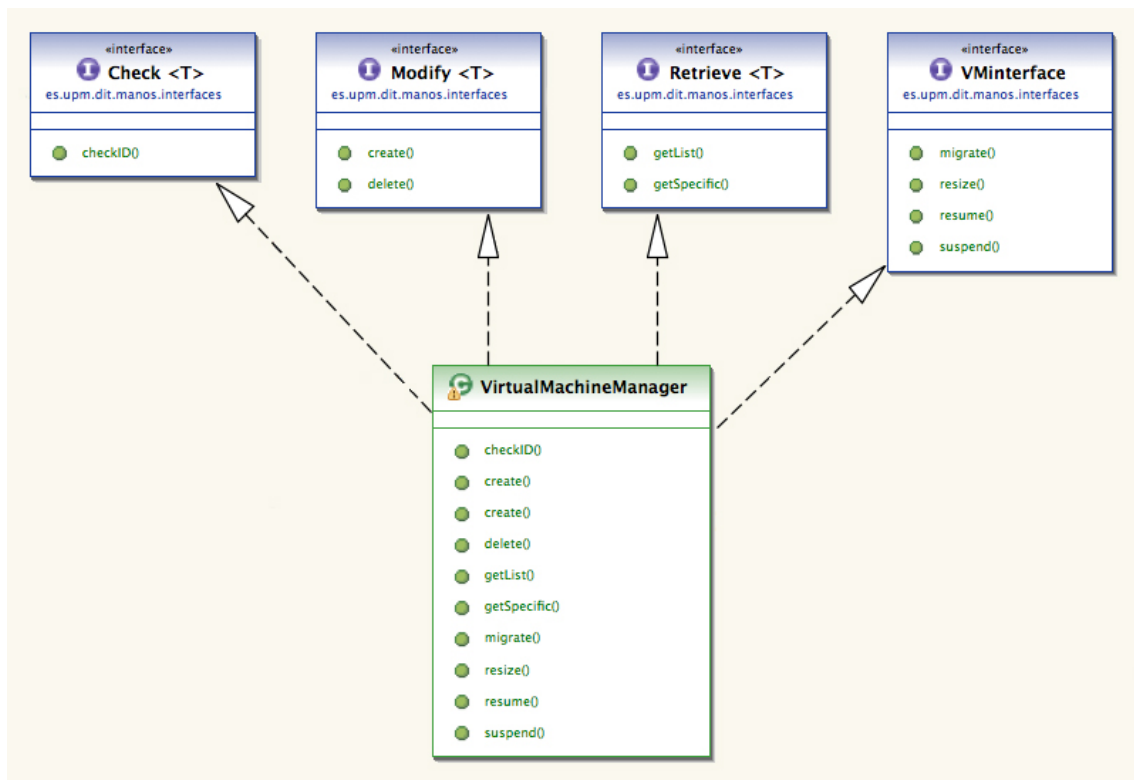 «interface»
Check <T>
es.upm.dit.manos.interfaces
checkID()
«interface»
Modify <T>
es.upm.dit.manos.interfaces
create()
delete()
«interface»
Retrieve <T>
es.upm.dit.manos.interfaces
getList()
getSpecific()
«interface»
VMinterface
es.upm.dit.manos.interfaces
migrate()
resize()
resume()
suspend()
VirtualMachineManager
checkID()
create()
create()
delete()
getList()
getSpecific()
migrate()
resize()
resume()
suspend()